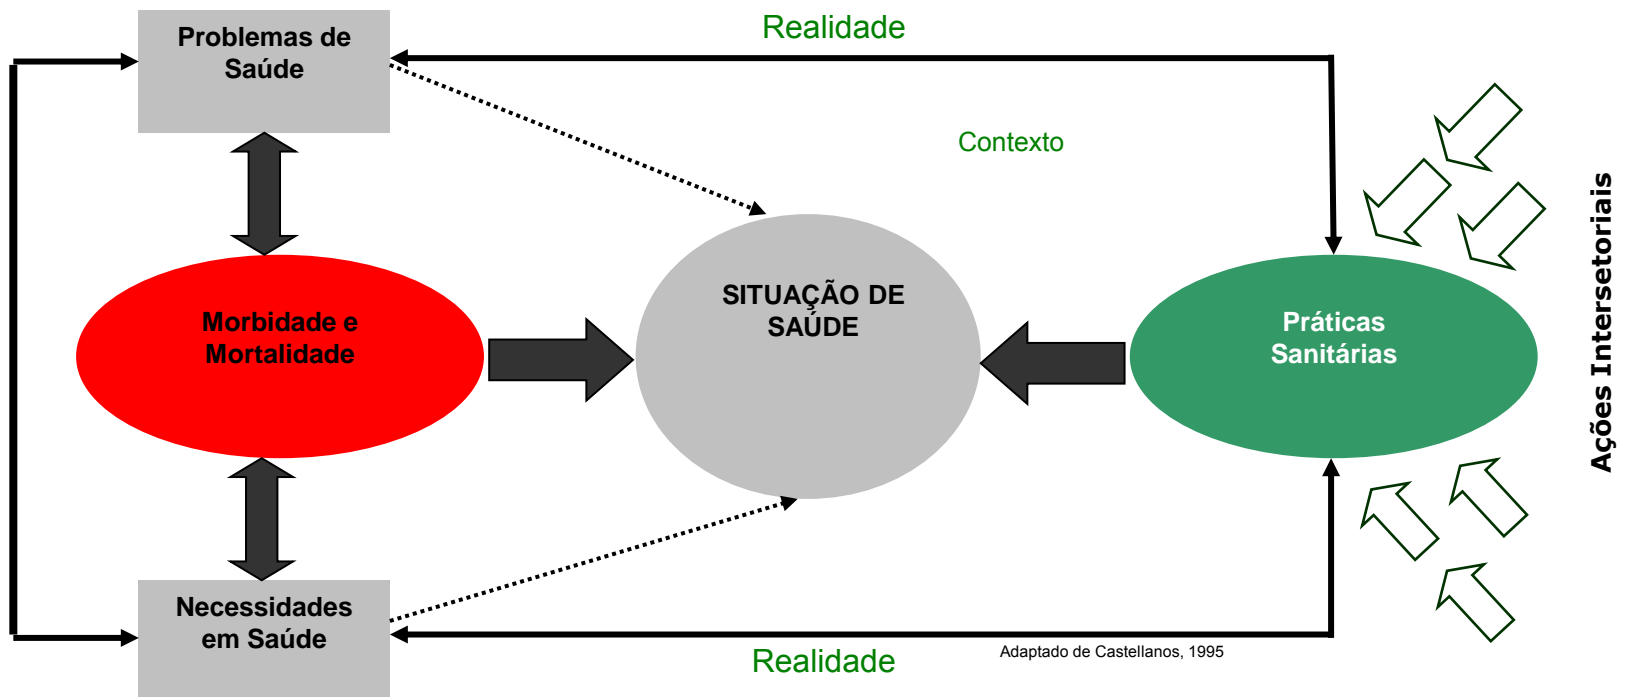 Realidade
Problemas de
Saúde
Contexto
Ações Intersetoriais
SITUAÇÃO DE
SAÚDE
Morbidade e
Mortalidade
Práticas
Sanitárias
Necessidades
em Saúde
Adaptado de Castellanos, 1995
Realidade